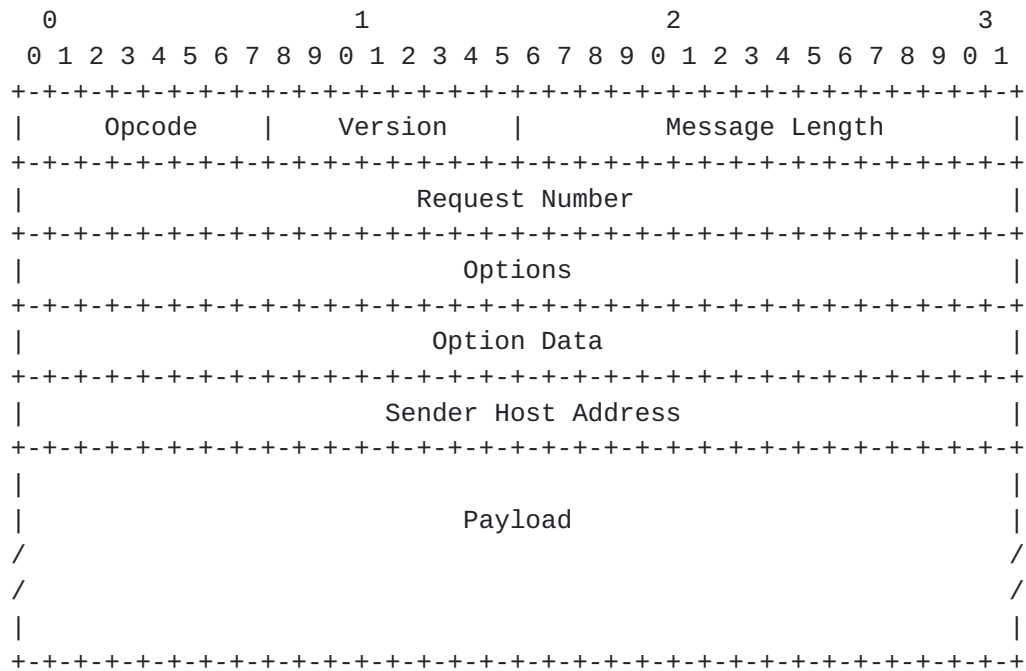 0                   1                   2                   3
 0 1 2 3 4 5 6 7 8 9 0 1 2 3 4 5 6 7 8 9 0 1 2 3 4 5 6 7 8 9 0 1
+-+-+-+-+-+-+-+-+-+-+-+-+-+-+-+-+-+-+-+-+-+-+-+-+-+-+-+-+-+-+-+-+
|     Opcode    |    Version    |         Message Length        |
+-+-+-+-+-+-+-+-+-+-+-+-+-+-+-+-+-+-+-+-+-+-+-+-+-+-+-+-+-+-+-+-+
|                         Request Number                        |
+-+-+-+-+-+-+-+-+-+-+-+-+-+-+-+-+-+-+-+-+-+-+-+-+-+-+-+-+-+-+-+-+
|                            Options                            |
+-+-+-+-+-+-+-+-+-+-+-+-+-+-+-+-+-+-+-+-+-+-+-+-+-+-+-+-+-+-+-+-+
|                          Option Data                          |
+-+-+-+-+-+-+-+-+-+-+-+-+-+-+-+-+-+-+-+-+-+-+-+-+-+-+-+-+-+-+-+-+
|                       Sender Host Address                     |
+-+-+-+-+-+-+-+-+-+-+-+-+-+-+-+-+-+-+-+-+-+-+-+-+-+-+-+-+-+-+-+-+
|                                                               |
|                            Payload                            |
/                                                               /
/                                                               /
|                                                               |
+-+-+-+-+-+-+-+-+-+-+-+-+-+-+-+-+-+-+-+-+-+-+-+-+-+-+-+-+-+-+-+-+